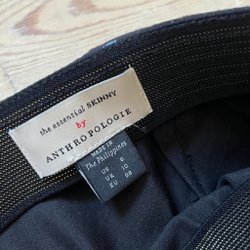 the essential SKINNY
by
ANTHROPOLOGIE
MADE IN
The Philippines
US 6
UK 10
EU 38